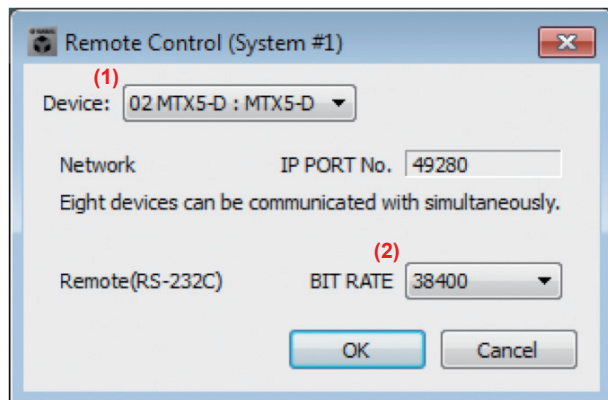 Remote Control (System #1)
(1)
Device: 02 MTX5-D : MTX5-D
Network IP PORT No. 49280
Eight devices can be communicated with simultaneously.
(2)
Remote(RS-232C) BIT RATE 38400
OK Cancel